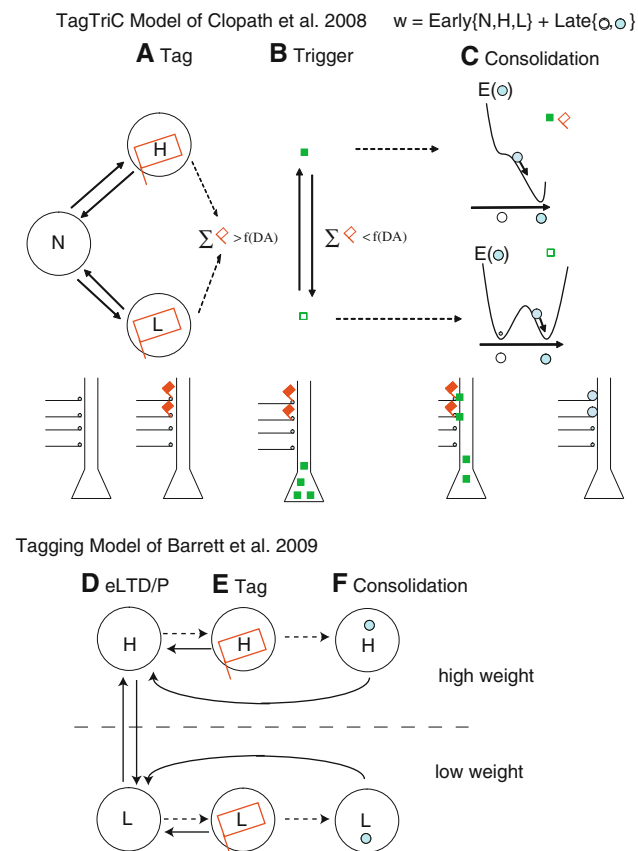 TagTriC Model of Clopath et al. 2008 w = Early{N,H,L} + Late{○,●}
A Tag B Trigger C Consolidation
E(●)
H
N
∑ >f(DA) ∑ <f(DA)
E(●)
L
Tagging Model of Barrett et al. 2009
D eLTD/P E Tag F Consolidation
H H H
high weight
low weight
L L L